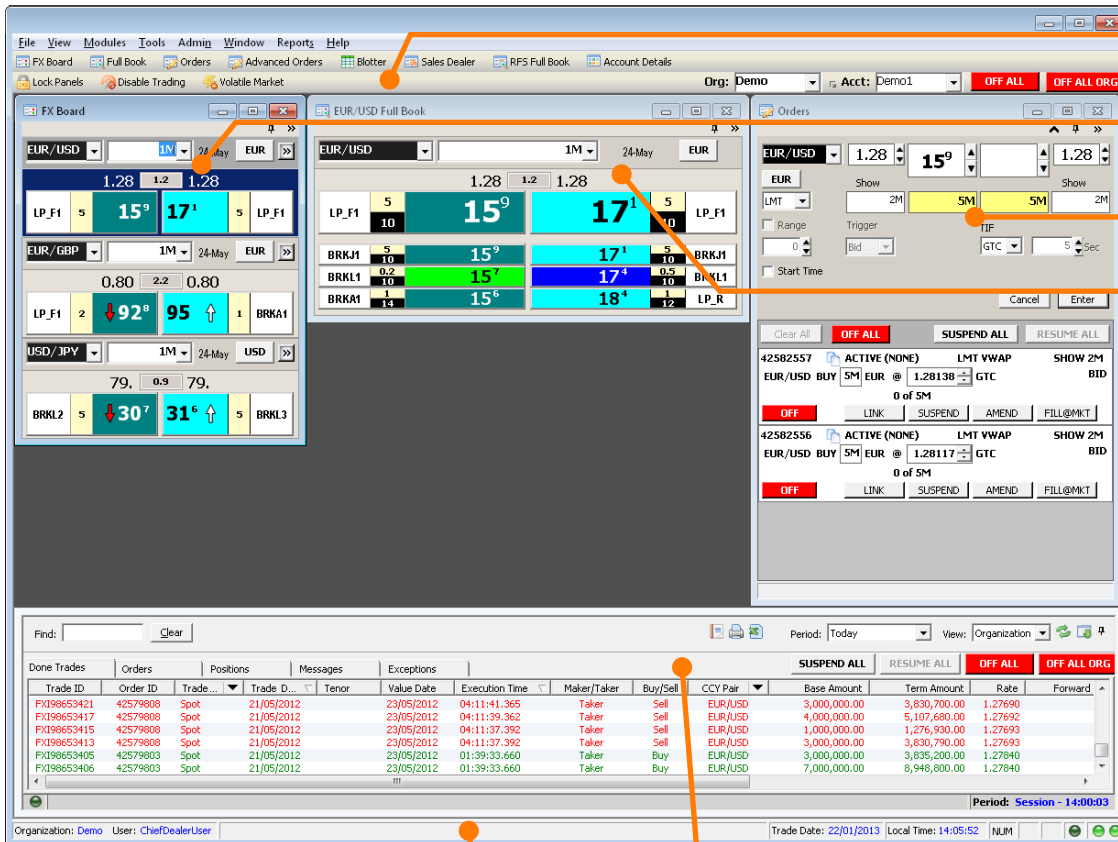 File View Modules Tools Admin Window Reports Help
FX Board Full Book Orders Advanced Orders Blotter Sales Dealer RFS Full Book Account Details
Lock Panels Disable Trading Volatile Market Org: Demo Acct: Demo1 OFF ALL OFF ALL ORG
FX Board
EUR/USD 1M 24-May EUR »
1.28 1.2 1.28
LP_F1 5 15⁹ 17¹ 5 LP_F1
EUR/GBP 1M 24-May EUR »
0.80 2.2 0.80
LP_F1 2 92⁸ 95 1 BRKA1
USD/JPY 1M 24-May USD »
79. 0.9 79.
BRKL2 5 30⁷ 31⁶ 5 BRKL3
EUR/USD Full Book
EUR/USD 1M 24-May EUR
1.28 1.2 1.28
LP_F1 5 10 15⁹ 17¹ 5 10 LP_F1
BRKJ1 5 10 15⁹ 17¹ 5 10 BRKJ1
BRKL1 0.2 10 15⁷ 17⁴ 0.5 10 BRKL1
BRKA1 1 14 15⁶ 18⁴ 1 12 LP_R
Orders
EUR/USD 1.28 15⁹ 1.28
EUR Show Show
LMT 2M 5M 5M 2M
Range Trigger TIF
0 Bid GTC 5 Sec
Start Time
Cancel Enter
Clear All OFF ALL SUSPEND ALL RESUME ALL
42582557 ACTIVE (NONE) LMT VWAP SHOW 2M
EUR/USD BUY 5M EUR @ 1.28138 GTC BID
0 of 5M
OFF LINK SUSPEND AMEND FILL@MKT
42582556 ACTIVE (NONE) LMT VWAP SHOW 2M
EUR/USD BUY 5M EUR @ 1.28117 GTC BID
0 of 5M
OFF LINK SUSPEND AMEND FILL@MKT
Find: Clear Period: Today View: Organization
Done Trades Orders Positions Messages Exceptions SUSPEND ALL RESUME ALL OFF ALL OFF ALL ORG
Trade ID Order ID Trade... Trade D... Tenor Value Date Execution Time Maker/Taker Buy/Sell CCY Pair Base Amount Term Amount Rate Forward
FXI98653421 42579808 Spot 21/05/2012 23/05/2012 04:11:41.365 Taker Sell EUR/USD 3,000,000.00 3,830,700.00 1.27690
FXI98653417 42579808 Spot 21/05/2012 23/05/2012 04:11:39.362 Taker Sell EUR/USD 4,000,000.00 5,107,680.00 1.27692
FXI98653415 42579808 Spot 21/05/2012 23/05/2012 04:11:37.392 Taker Sell EUR/USD 1,000,000.00 1,276,930.00 1.27693
FXI98653413 42579808 Spot 21/05/2012 23/05/2012 04:11:37.392 Taker Sell EUR/USD 3,000,000.00 3,830,790.00 1.27693
FXI98653405 42579803 Spot 21/05/2012 23/05/2012 01:39:33.660 Taker Buy EUR/USD 3,000,000.00 3,835,200.00 1.27840
FXI98653406 42579803 Spot 21/05/2012 23/05/2012 01:39:33.660 Taker Buy EUR/USD 7,000,000.00 8,948,800.00 1.27840
Period: Session - 14:00:03
Organization: Demo User: ChiefDealerUser Trade Date: 22/01/2013 Local Time: 14:05:52 NUM